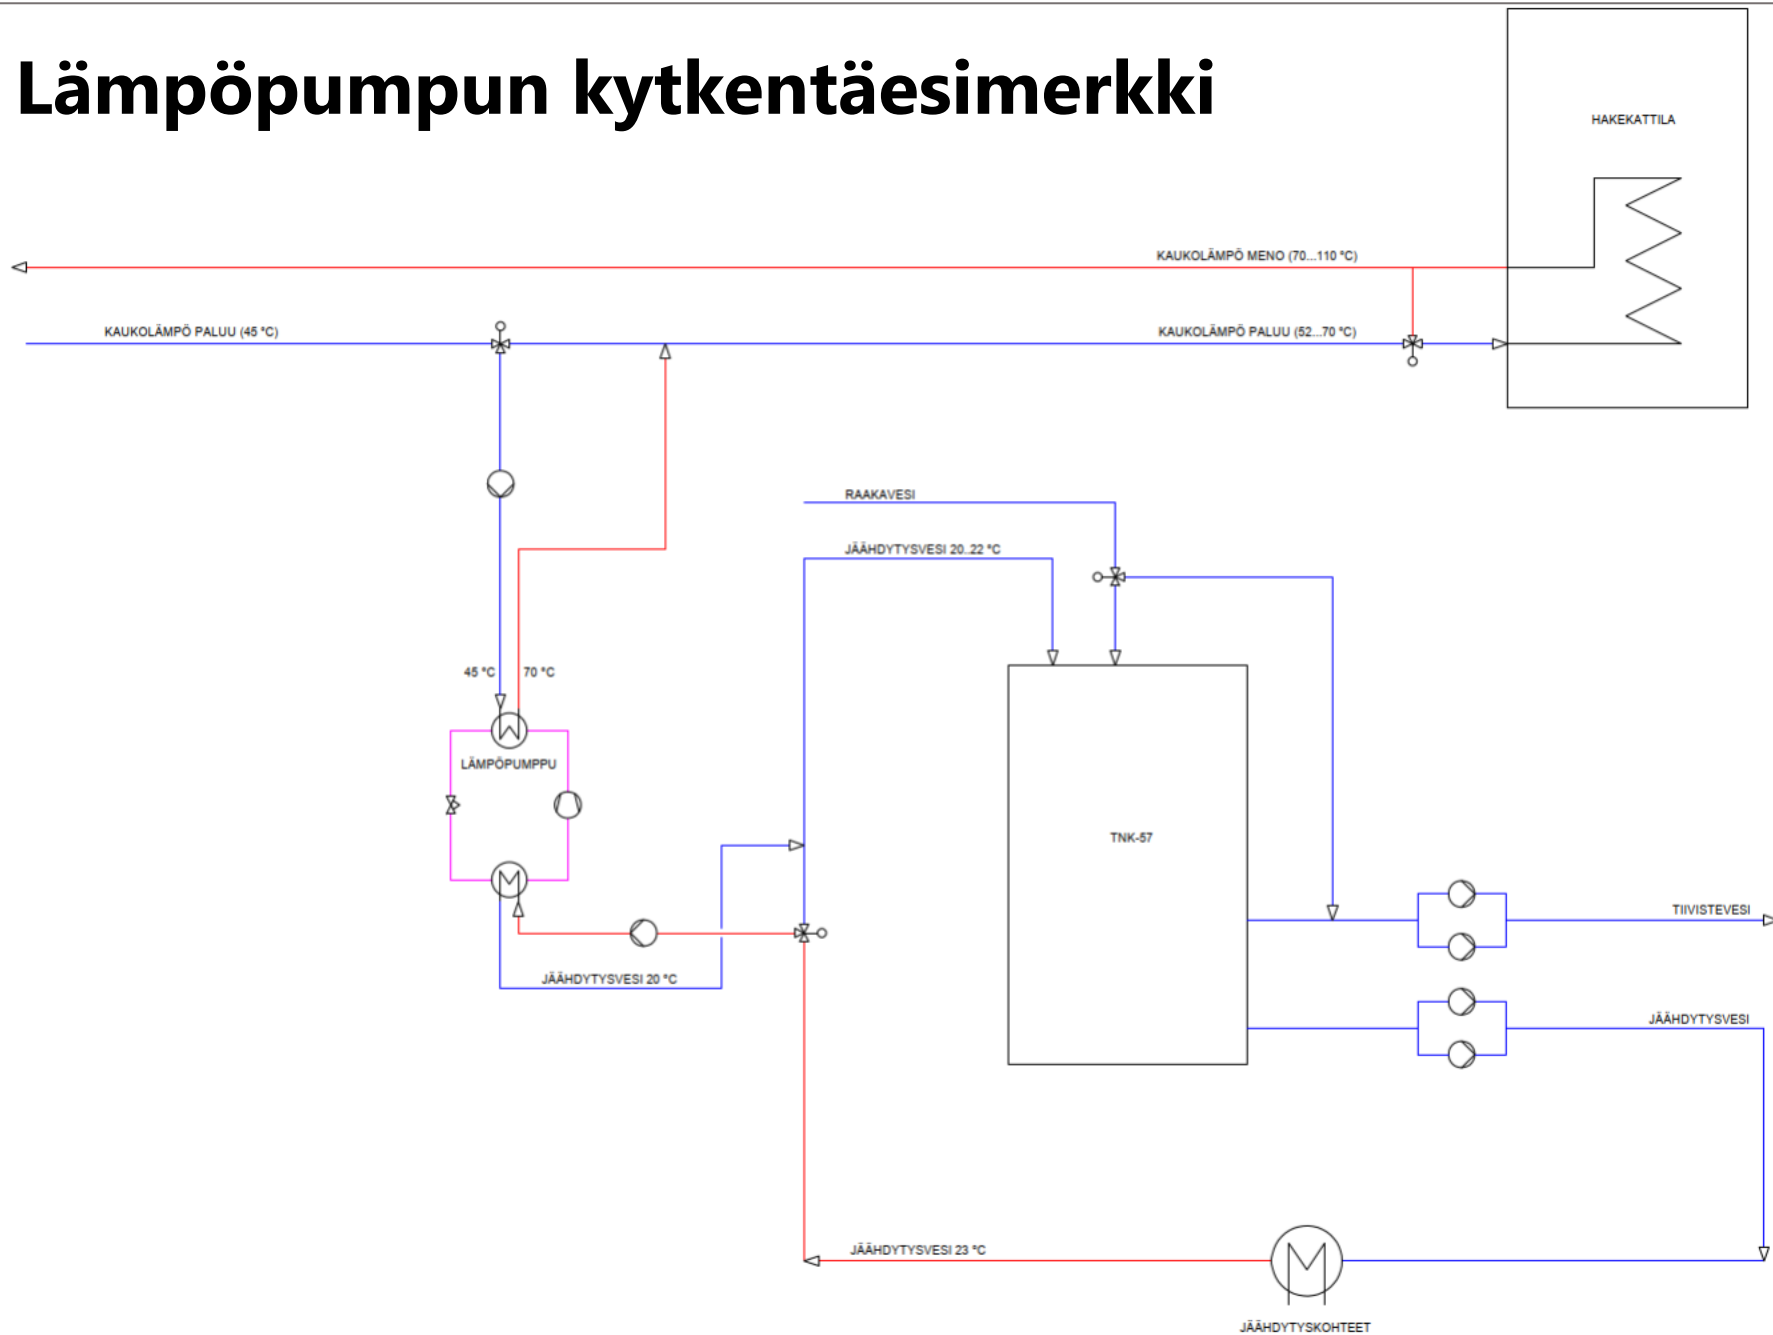 Lämpöpumpun kytkentäesimerkki
HAKEKATTILA
KAUKOLÄMPÖ MENO (70...110 °C)
KAUKOLÄMPÖ PALUU (45 °C)
KAUKOLÄMPÖ PALUU (52...70 °C)
RAAKAVESI
JÄÄHDYTYSVESI 20..22 °C
45 °C
70 °C
LÄMPÖPUMPPU
TNK-57
TIIVISTEVESI
JÄÄHDYTYSVESI 20 °C
JÄÄHDYTYSVESI
JÄÄHDYTYSVESI 23 °C
JÄÄHDYTYSKOHTEET